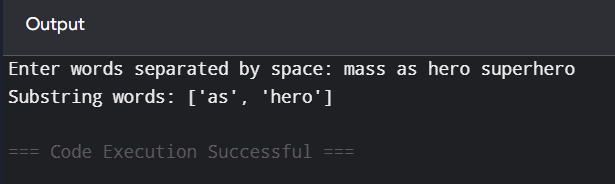 Output
Enter words separated by space: mass as hero superhero
Substring words: ['as', 'hero']
=== Code Execution Successful ===